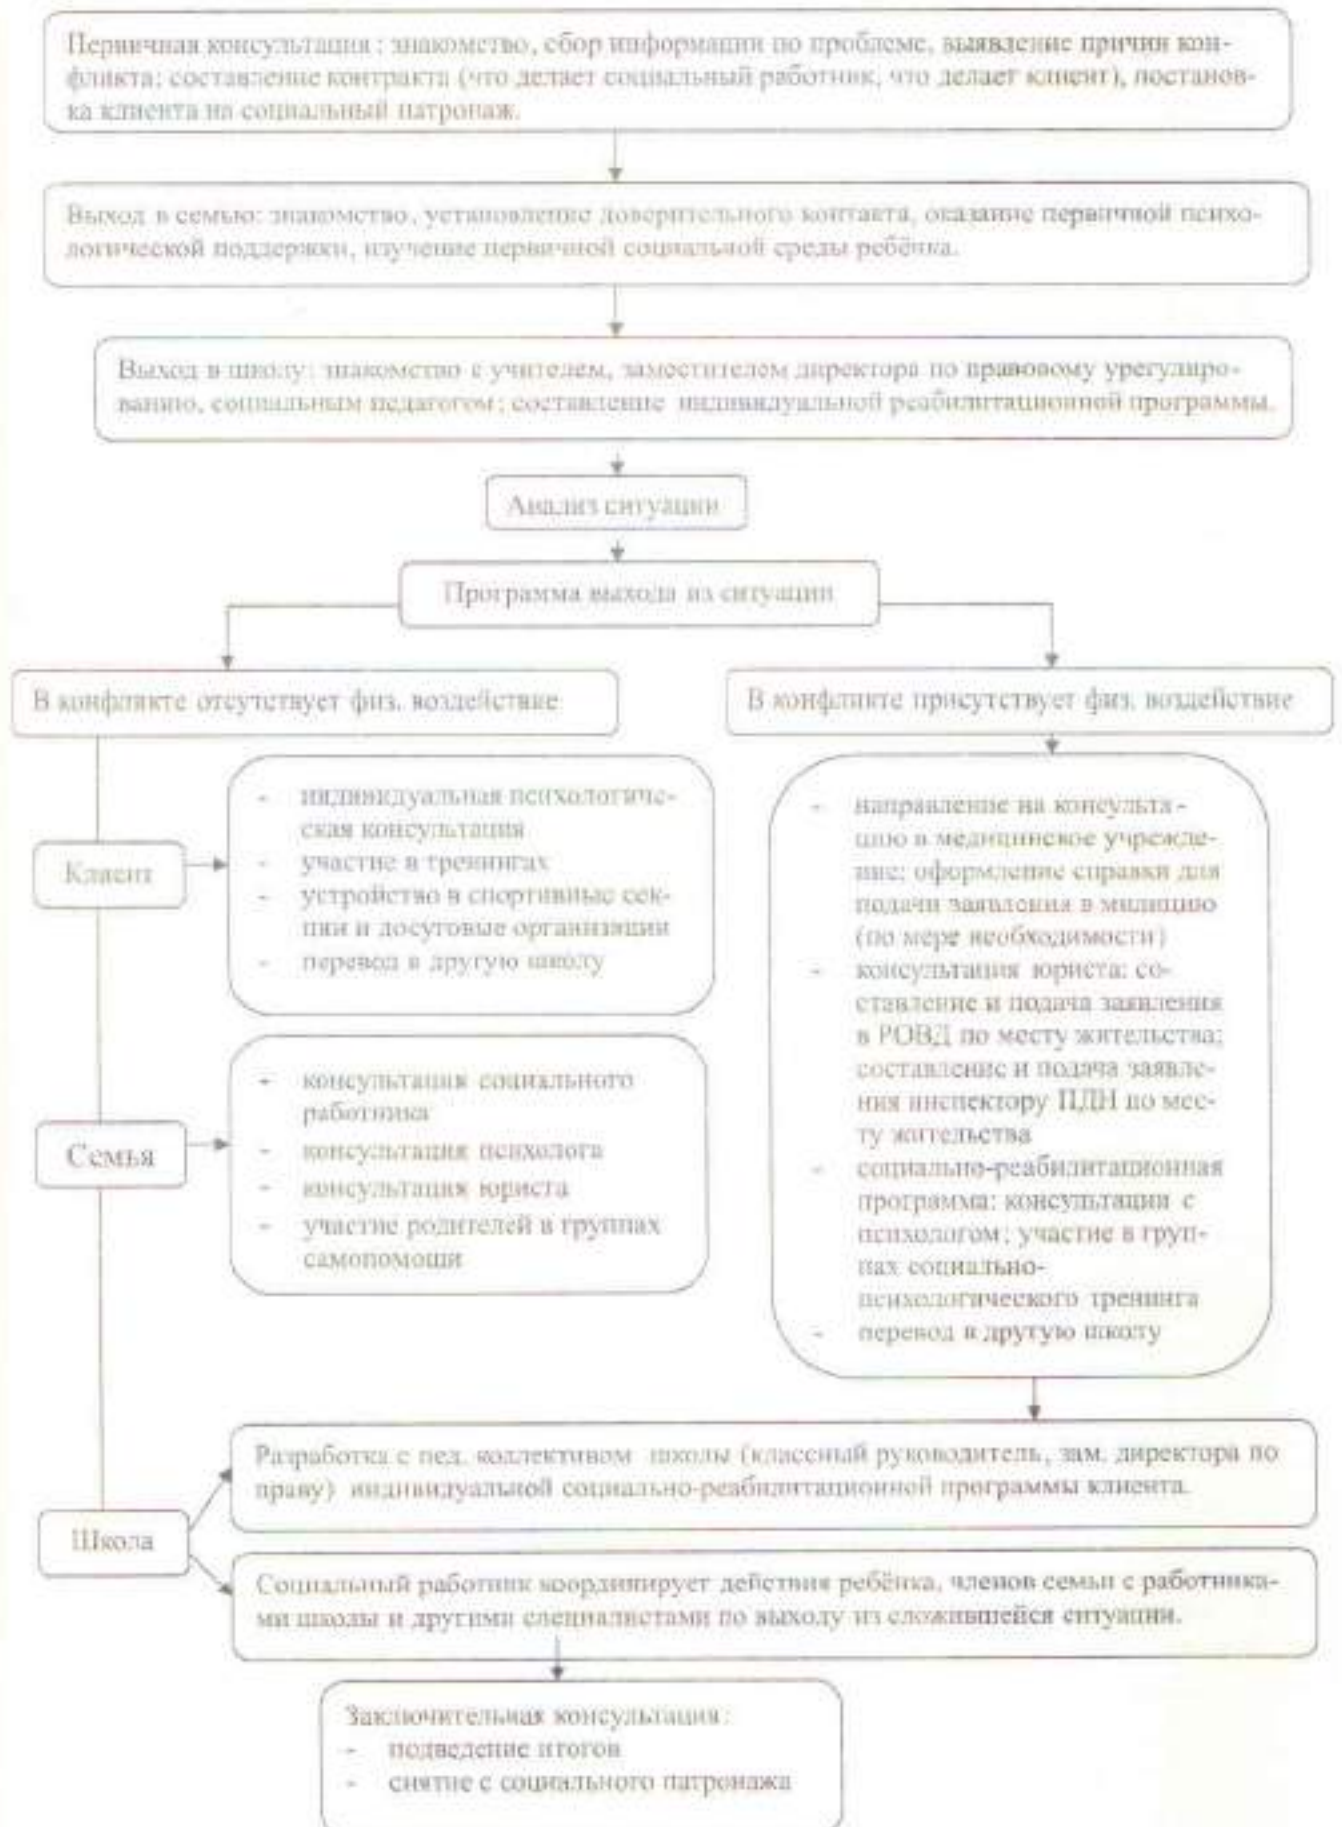 Первичная консультация: знакомство, сбор информации по проблеме, выявление причин кон-
фликта; составление контракта (что делает социальный работник, что делает клиент), постанов-
ка клиента на социальный патронаж.
Выход в семью: знакомство, установление доверительного контакта, оказание первичной психо-
логической поддержки, изучение первичной социальной среды ребёнка.
Выход в школу: знакомство с учителем, заместителем директора по правовому урегулиро-
ванию, социальным педагогом; составление индивидуальной реабилитационной программы.
Анализ ситуации
Программа выхода из ситуации
В конфликте отсутствует физ. воздействие
Клиент
- индивидуальная психологиче-
ская консультация
- участие в тренингах
- устройство в спортивные сек-
ции и досуговые организации
- перевод в другую школу
Семья
- консультация социального
работника
- консультация психолога
- консультация юриста
- участие родителей в группах
самопомощи
В конфликте присутствует физ. воздействие
- направление на консульта-
цию в медицинское учрежде-
ние; оформление справки для
подачи заявления в милицию
(по мере необходимости)
- консультация юриста: со-
ставление и подача заявления
в РОВД по месту жительства;
составление и подача заявле-
ния инспектору ПДН по мес-
ту жительства
- социально-реабилитационная
программа: консультации с
психологом; участие в груп-
пах социально-
психологического тренинга
- перевод в другую школу
Школа
Разработка с пед. коллективом школы (классный руководитель, зам. директора по
праву) индивидуальной социально-реабилитационной программы клиента.
Социальный работник координирует действия ребёнка, членов семьи с работника-
ми школы и другими специалистами по выходу из сложившейся ситуации.
Заключительная консультация:
- подведение итогов
- снятие с социального патронажа